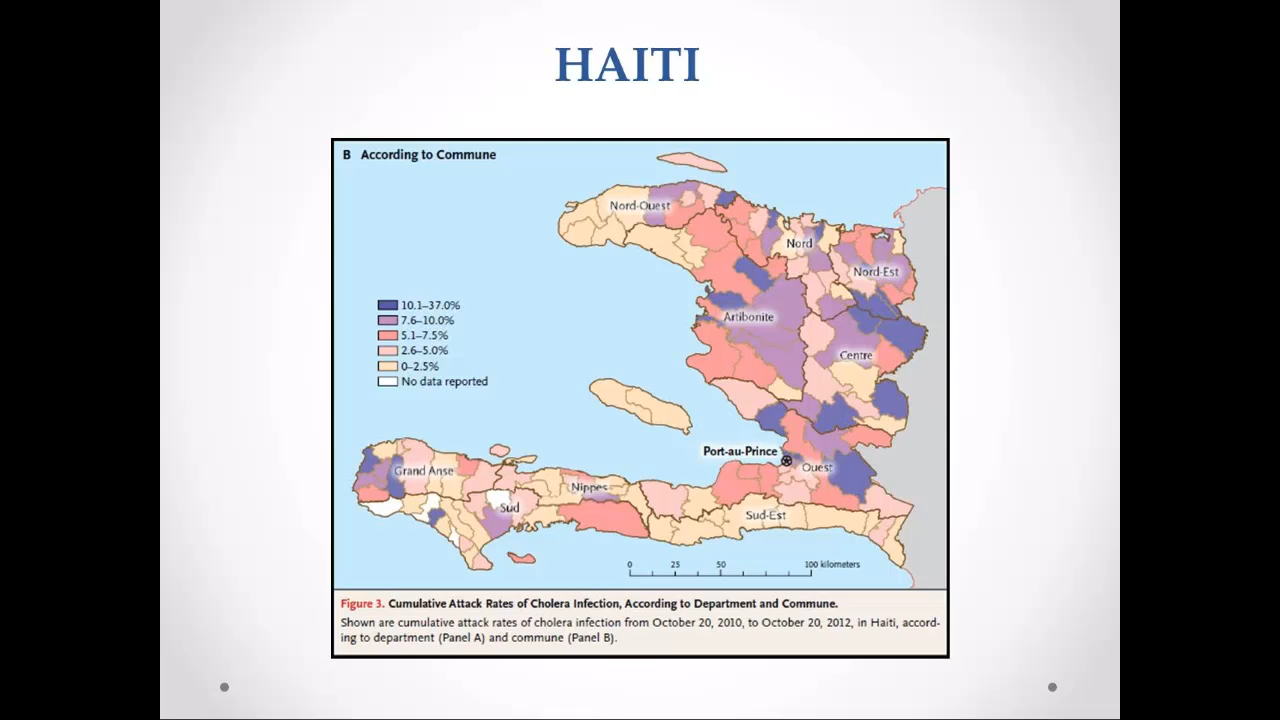 HAITI
B According to Commune
Nord-Ouest
Nord
Nord-Est
10.1–37.0%
7.6–10.0%
5.1–7.5%
2.6–5.0%
0–2.5%
No data reported
Artibonite
Centre
Port-au-Prince
Ouest
Grand Anse
Nippes
Sud
Sud-Est
0 25 50 100 kilometers
Figure 3. Cumulative Attack Rates of Cholera Infection, According to Department and Commune.
Shown are cumulative attack rates of cholera infection from October 20, 2010, to October 20, 2012, in Haiti, accord-
ing to department (Panel A) and commune (Panel B).